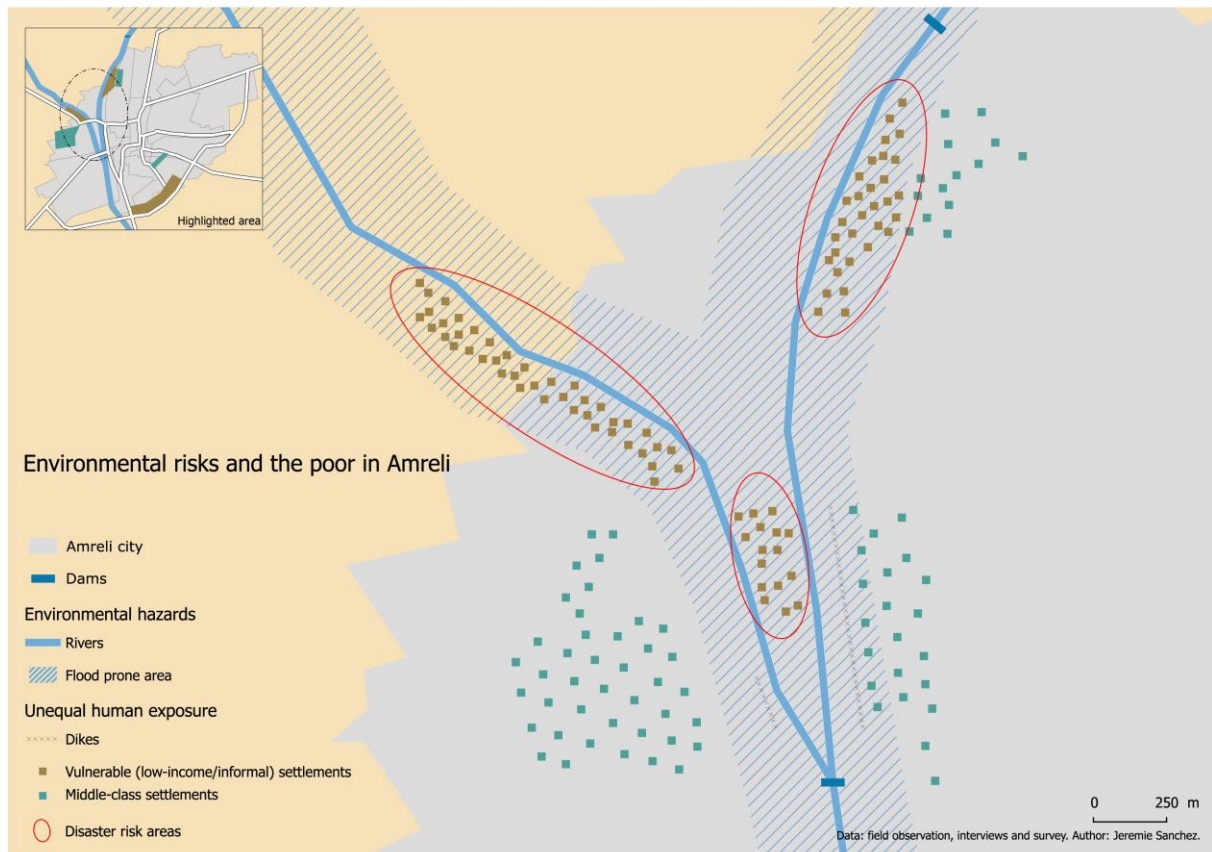 Highlighted area
Environmental risks and the poor in Amreli
Amreli city
Dams
Environmental hazards
Rivers
Flood prone area
Unequal human exposure
Dikes
Vulnerable (low-income/informal) settlements
Middle-class settlements
Disaster risk areas
0 250 m
Data: field observation, interviews and survey. Author: Jeremie Sanchez.